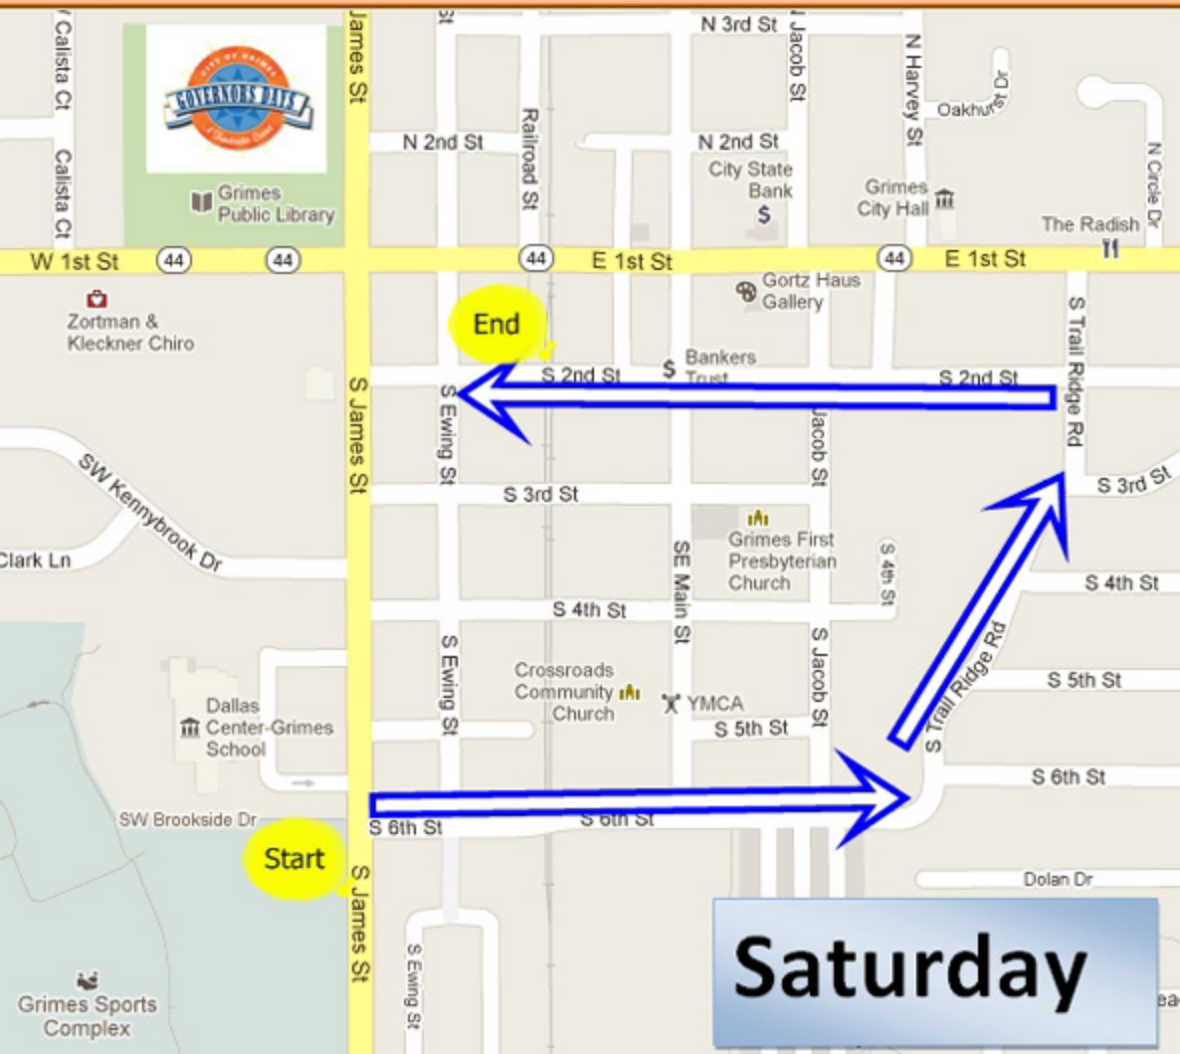 Calista Ct
Calista Ct
CITY OF GRIMES
GOVERNORS DAYS
Grimes
Public Library
James St
St
N 3rd St
Jacob St
N Harvey St
Oakhurst Dr
N Circle Dr
Railroad St
N 2nd St
N 2nd St
City State
Bank
$
Grimes
City Hall
The Radish
W 1st St
44
44
44
E 1st St
44
E 1st St
Zortman &
Kleckner Chiro
End
Gortz Haus
Gallery
S Trail Ridge Rd
$
Bankers
Trust
S 2nd St
S 2nd St
S James St
S Ewing St
Jacob St
S 3rd St
S 3rd St
SW Kennybrook Dr
Clark Ln
Grimes First
Presbyterian
Church
SE Main St
S 4th St
S 4th St
S 4th St
S Ewing St
S Jacob St
S Trail Ridge Rd
Crossroads
Community
Church
YMCA
S 5th St
S 5th St
Dallas
Center-Grimes
School
S 6th St
SW Brookside Dr
S 6th St
S 6th St
Start
S James St
Dolan Dr
S Ewing St
Saturday
Grimes Sports
Complex